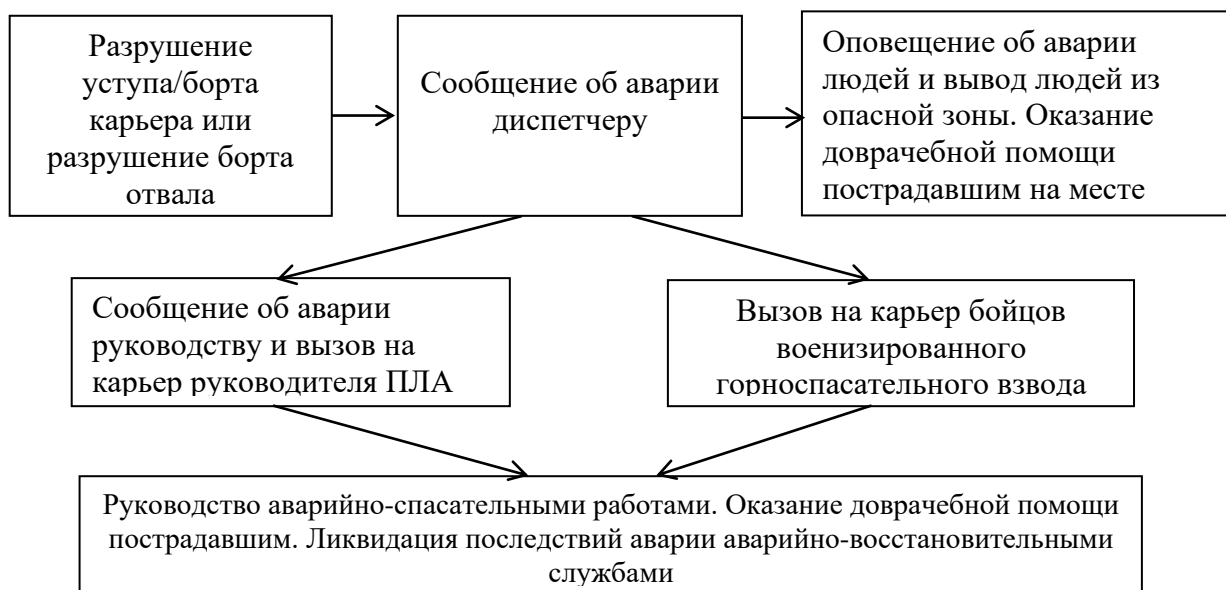 Разрушение
уступа/борта
карьера или
разрушение борта
отвала
Сообщение об аварии
диспетчеру
Оповещение об аварии
людей и вывод людей из
опасной зоны. Оказание
доврачебной помощи
пострадавшим на месте
Сообщение об аварии
руководству и вызов на
карьер руководителя ПЛА
Вызов на карьер бойцов
военизированного
горноспасательного взвода
Руководство аварийно-спасательными работами. Оказание доврачебной помощи
пострадавшим. Ликвидация последствий аварии аварийно-восстановительными
службами